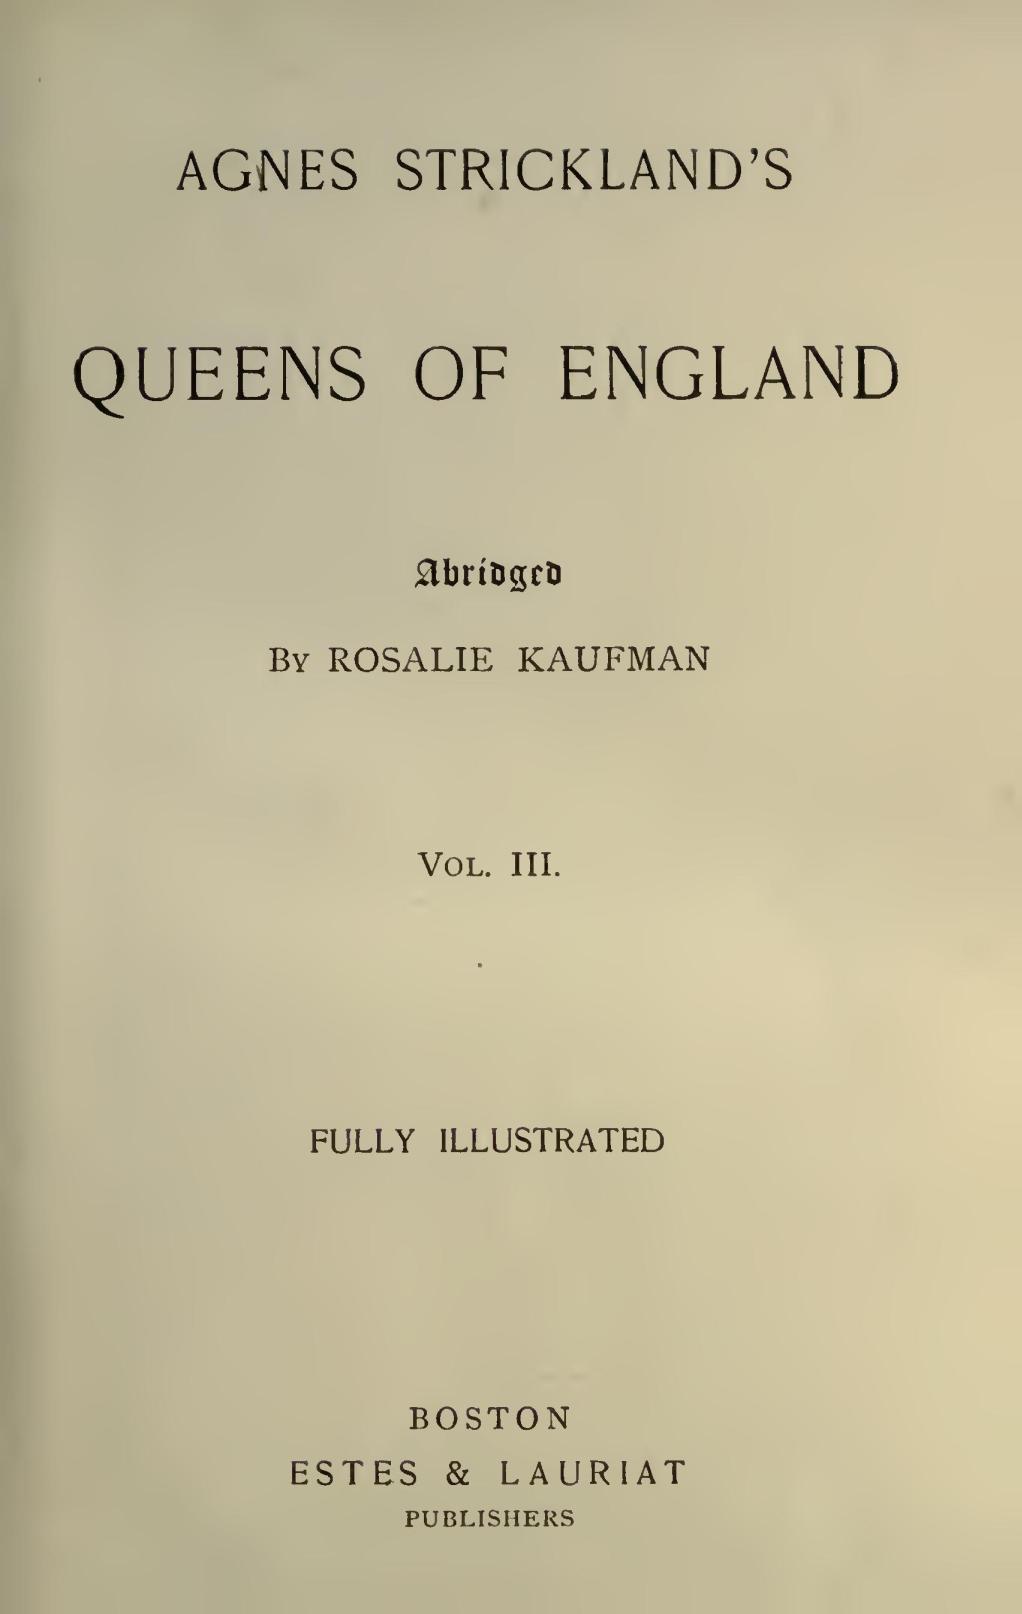 AGNES STRICKLAND'S
QUEENS OF ENGLAND
Abridged
By ROSALIE KAUFMAN
Vol. III.
FULLY ILLUSTRATED
BOSTON
ESTES & LAURIAT
PUBLISHERS